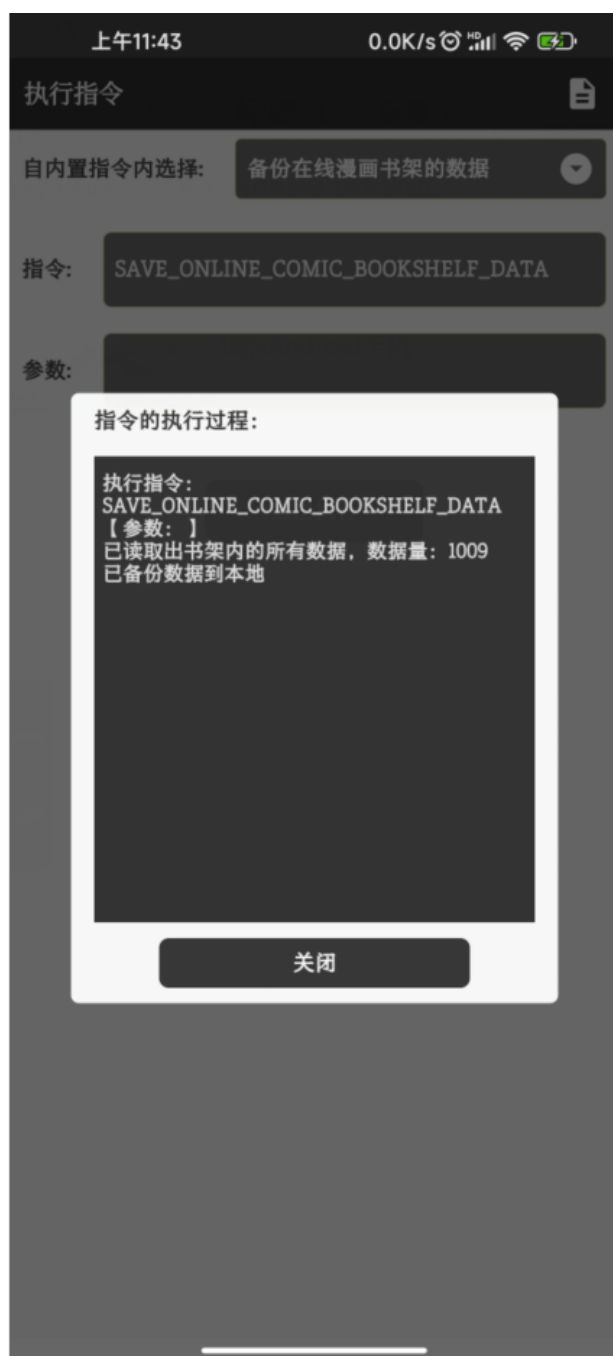 上午11:43 0.0K/s HD
执行指令
自内置指令内选择: 备份在线漫画书架的数据
指令: SAVE_ONLINE_COMIC_BOOKSHELF_DATA
参数:
指令的执行过程:
执行指令:
SAVE_ONLINE_COMIC_BOOKSHELF_DATA
【 参数: 】
已读取出书架内的所有数据, 数据量: 1009
已备份数据到本地
关闭